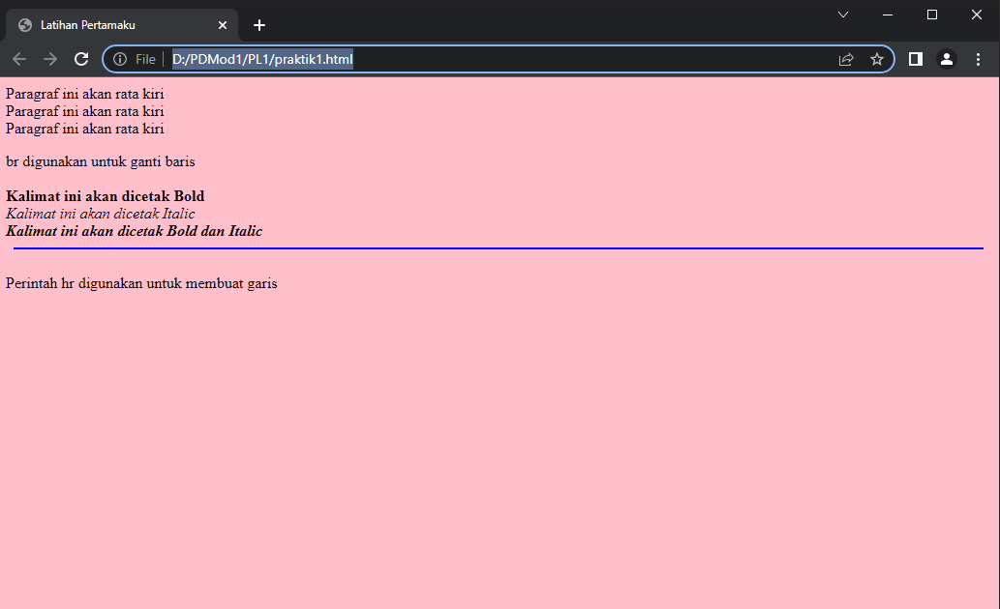 Latihan Pertamaku
File
D:/PDMod1/PL1/praktik1.html
Paragraf ini akan rata kiri
Paragraf ini akan rata kiri
Paragraf ini akan rata kiri
br digunakan untuk ganti baris
Kalimat ini akan dicetak Bold
Kalimat ini akan dicetak Italic
Kalimat ini akan dicetak Bold dan Italic
Perintah hr digunakan untuk membuat garis